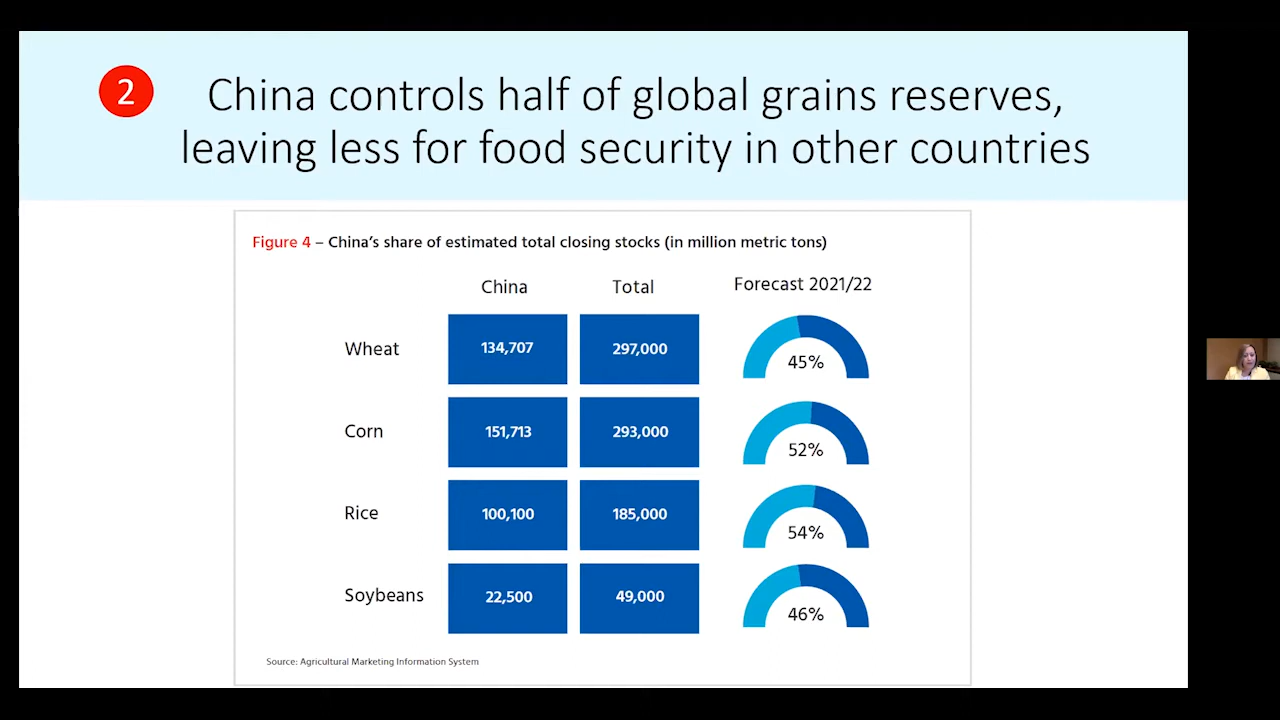 2
China controls half of global grains reserves,
leaving less for food security in other countries
Figure 4 – China's share of estimated total closing stocks (in million metric tons)
China Total Forecast 2021/22
Wheat 134,707 297,000 45%
Corn 151,713 293,000 52%
Rice 100,100 185,000 54%
Soybeans 22,500 49,000 46%
Source: Agricultural Marketing Information System